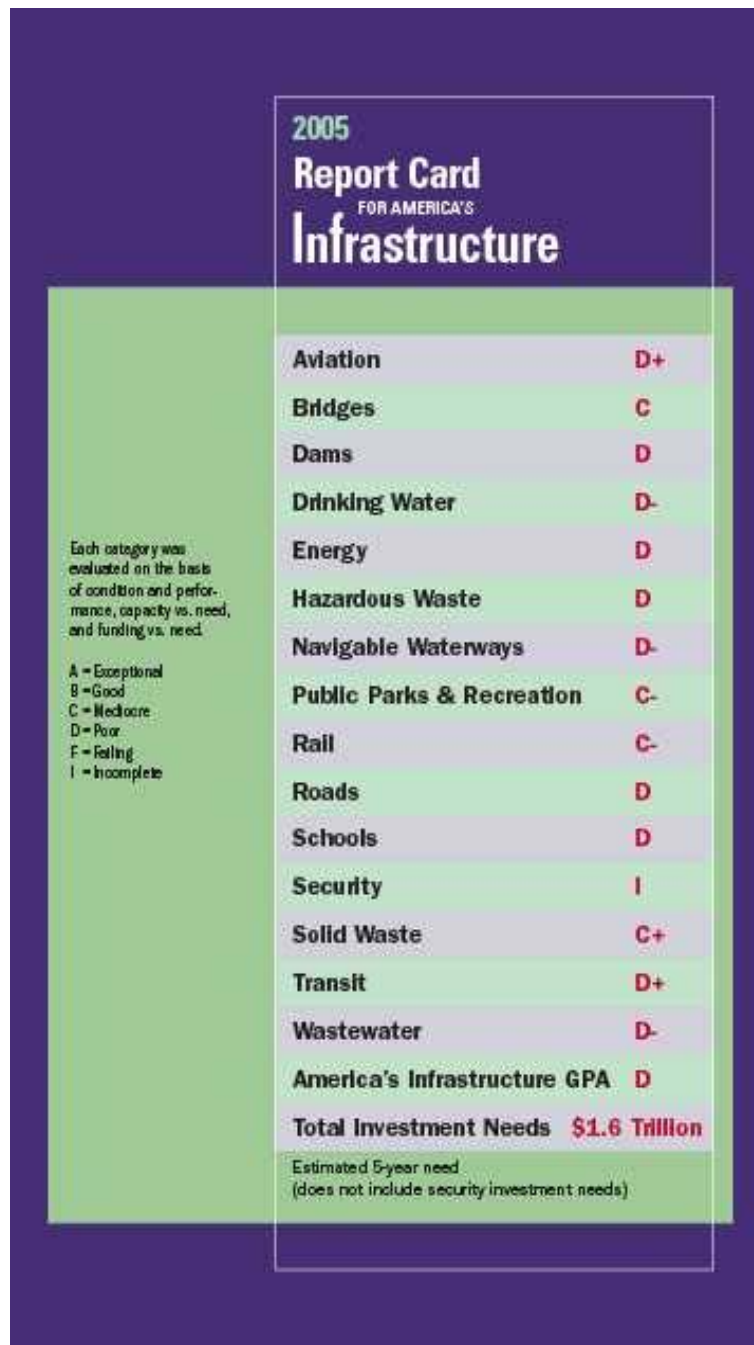 2005
Report Card
FOR AMERICA'S
Infrastructure
Aviation D+
Bridges C
Dams D
Drinking Water D-
Energy D
Hazardous Waste D
Navigable Waterways D-
Public Parks & Recreation C-
Rail C-
Roads D
Schools D
Security I
Solid Waste C+
Transit D+
Wastewater D-
America's Infrastructure GPA D
Total Investment Needs $1.6 Trillion
Estimated 5-year need
(does not include security investment needs)
Each category was
evaluated on the basis
of condition and perfor-
mance, capacity vs. need,
and funding vs. need.
A = Exceptional
B = Good
C = Mediocre
D = Poor
F = Failing
I = Incomplete